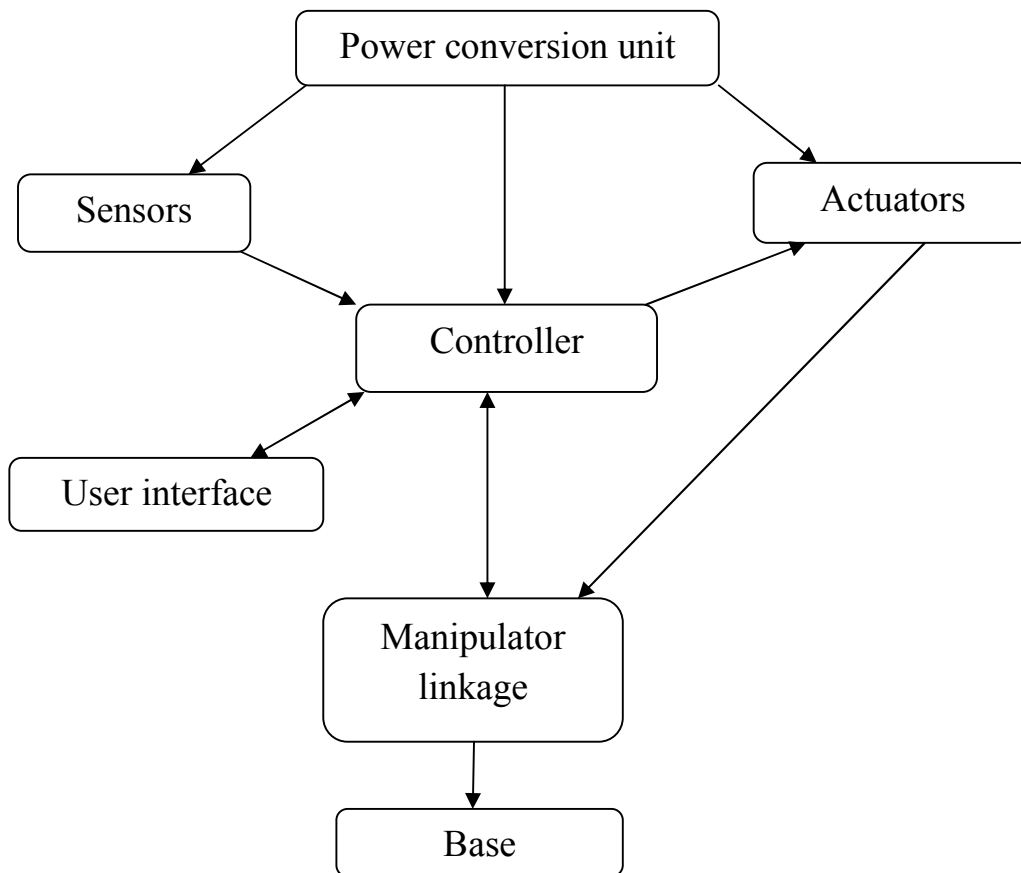 Power conversion unit
Sensors
Actuators
Controller
User interface
Manipulator
linkage
Base